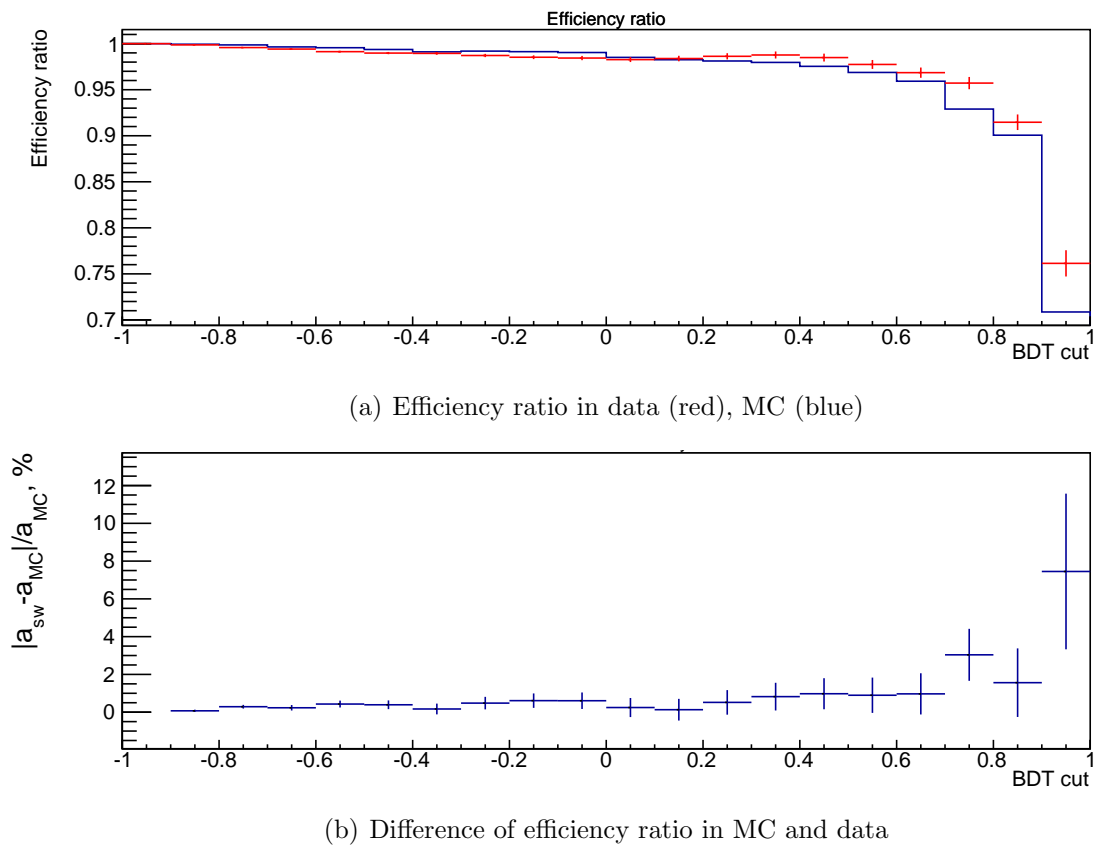 Efficiency ratio
Efficiency ratio
1
0.95
0.9
0.85
0.8
0.75
0.7
-1 -0.8 -0.6 -0.4 -0.2 0 0.2 0.4 0.6 0.8 1
BDT cut
(a) Efficiency ratio in data (red), MC (blue)
|a_sw-a_MC|/a_MC, %
12
10
8
6
4
2
0
-1 -0.8 -0.6 -0.4 -0.2 0 0.2 0.4 0.6 0.8 1
BDT cut
(b) Difference of efficiency ratio in MC and data